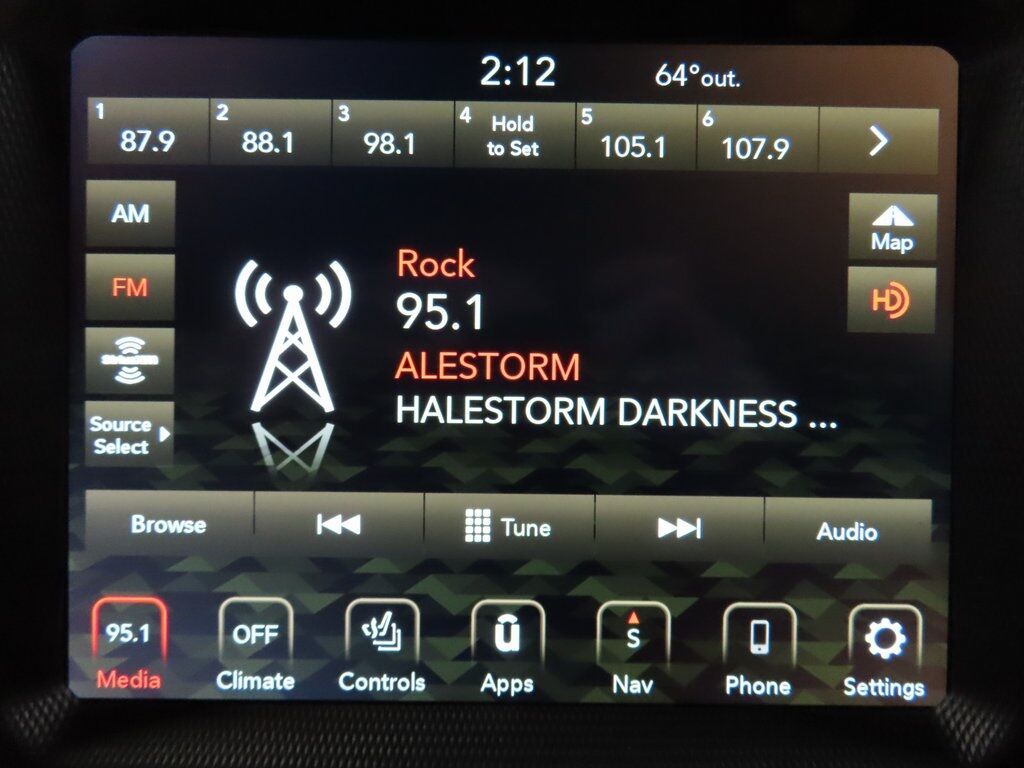 2:12 64°out.
1 87.9 2 88.1 3 98.1 4 Hold to Set 5 105.1 6 107.9
AM
Map
FM
HD
Rock
95.1
ALESTORM
HALESTORM DARKNESS ...
SiriusXM
Source
Select
Browse Tune Audio
95.1 OFF S
Media Climate Controls Apps Nav Phone Settings